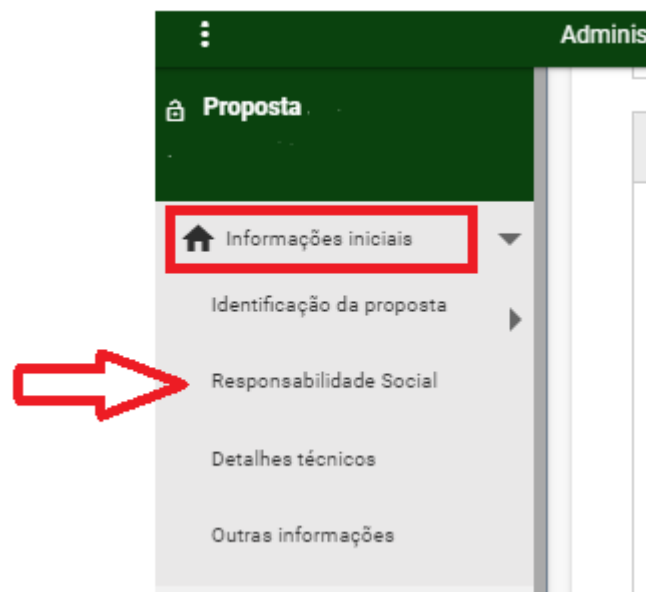 Adminis
Proposta
Informações iniciais
Identificação da proposta
Responsabilidade Social
Detalhes técnicos
Outras informações